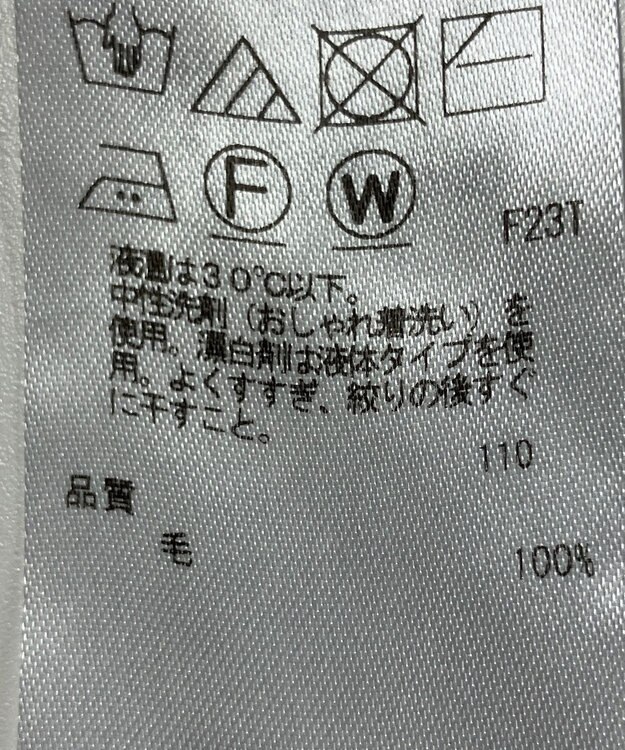 F
W
F23T
液温は30℃以下。
中性洗剤（おしゃれ着洗い）を
使用。漂白剤は液体タイプを使
用。よくすすぎ、絞りの後すぐ
に干すこと。
110
品質
毛 100%